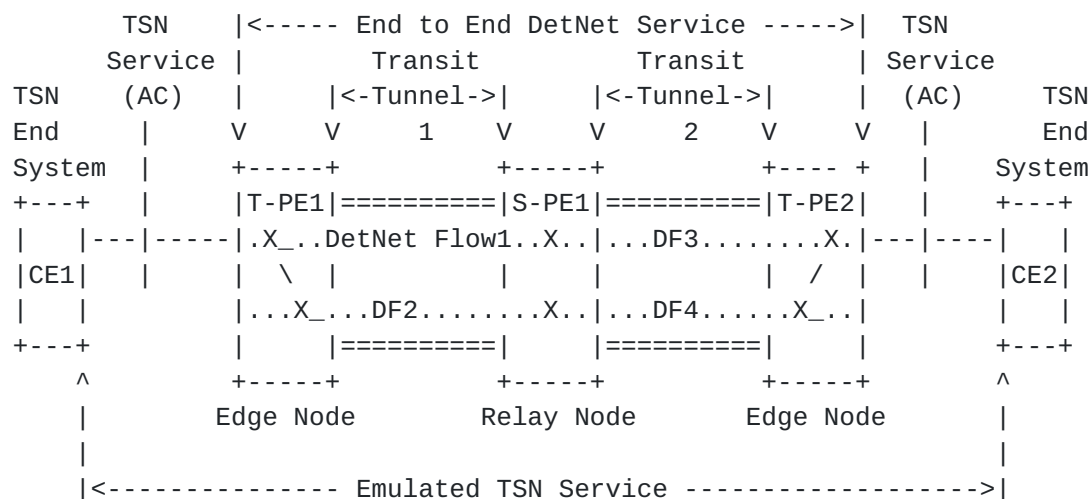 TSN    |<----- End to End DetNet Service ----->|  TSN
        Service |         Transit          Transit      | Service
  TSN    (AC)   |     |<-Tunnel->|     |<-Tunnel->|     |  (AC)    TSN
  End      |    V     V     1    V     V     2    V     V   |      End
  System   |    +-----+          +-----+          +---- +   |    System
  +---+    |    |T-PE1|==========|S-PE1|==========|T-PE2|   |    +---+
  |   |---|-----|.X_..DetNet Flow1..X..|...DF3........X.|---|----|   |
  |CE1|   |     |  \  |          |     |          |  /  |   |    |CE2|
  |   |         |...X_...DF2........X..|...DF4......X_..|        |   |
  +---+         |     |==========|     |==========|     |        +---+
      ^         +-----+          +-----+          +-----+        ^
      |        Edge Node       Relay Node       Edge Node        |
      |                                                          |
      |<--------------- Emulated TSN Service ------------------->|